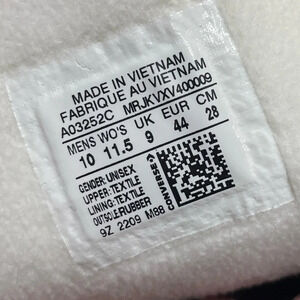 MADE IN VIETNAM
FABRIQUE AU VIETNAM
A03252C MRJKVXV400009
MENS WO'S UK EUR CM
10 11.5 9 44 28
GENDER: UNISEX
UPPER: TEXTILE
LINING: TEXTILE
OUTSOLE:RUBBER
9Z 2209 M88
CONVERSE